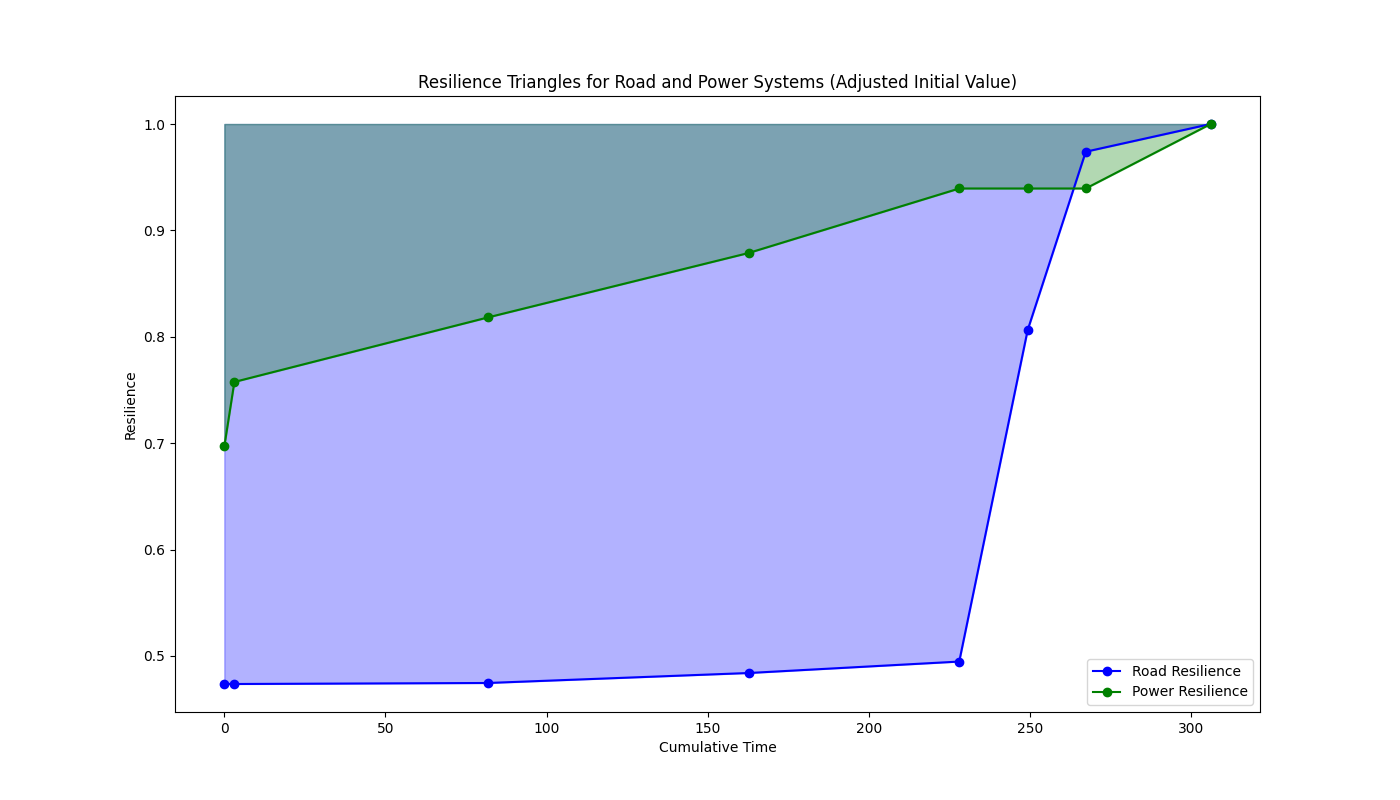 Resilience Triangles for Road and Power Systems (Adjusted Initial Value)
1.0
0.9
0.8
0.7
0.6
0.5
Resilience
0
50
100
150
200
250
300
Cumulative Time
Road Resilience
Power Resilience